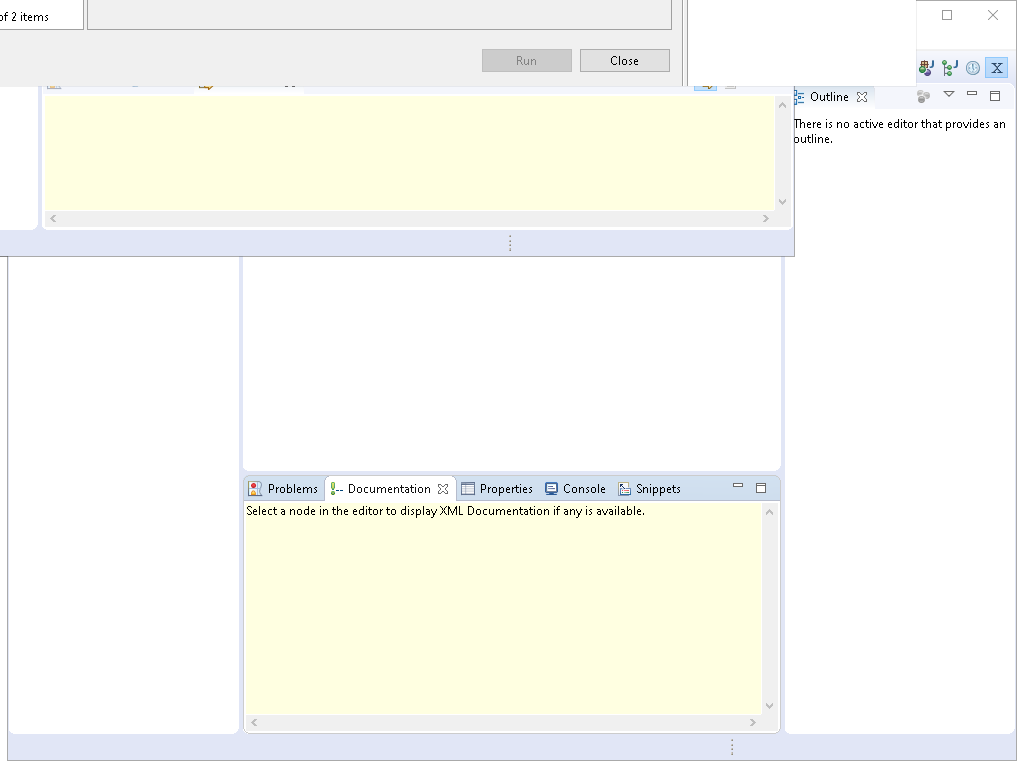 of 2 items
Run
Close
Outline
There is no active editor that provides an
outline.
Problems
Documentation
Properties
Console
Snippets
Select a node in the editor to display XML Documentation if any is available.